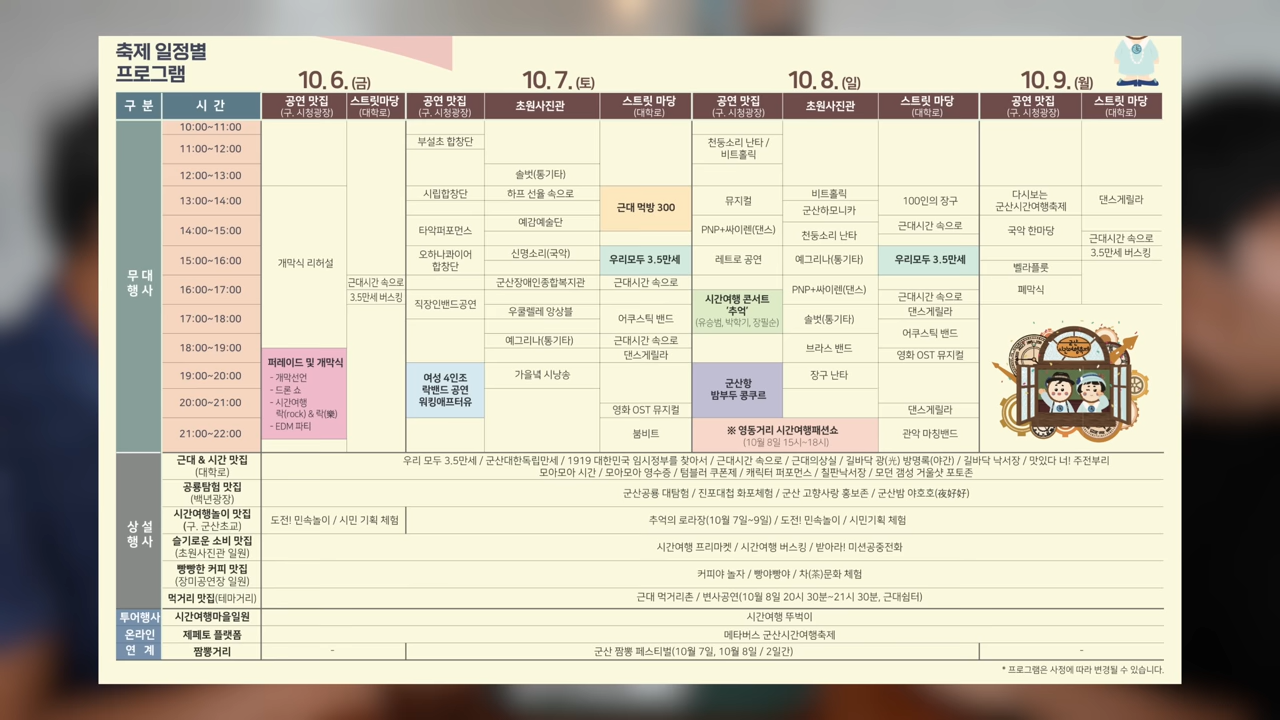 축제 일정별
프로그램
10. 6. (금)
10. 7. (토)
10. 8. (일)
10. 9. (월)
구 분
시 간
공연 맛집
(구. 시청광장)
스트릿마당
(대학로)
공연 맛집
(구. 시청광장)
초원사진관
스트릿 마당
(대학로)
공연 맛집
(구. 시청광장)
초원사진관
스트릿 마당
(대학로)
공연 맛집
(구. 시청광장)
스트릿 마당
(대학로)
무 대
행 사
10:00~11:00
11:00~12:00
12:00~13:00
13:00~14:00
14:00~15:00
15:00~16:00
16:00~17:00
17:00~18:00
18:00~19:00
19:00~20:00
20:00~21:00
21:00~22:00
개막식 리허설
퍼레이드 및 개막식
- 개막선언
- 드론 쇼
- 시간여행
락(rock) & 락(樂)
- EDM 파티
근대시간 속으로
3.5만세 버스킹
부설초 합창단
시립합창단
타악퍼포먼스
오하나콰이어
합창단
직장인밴드공연
여성 4인조
락밴드 공연
워킹애프터유
솔벗(통기타)
하프 선율 속으로
예감예술단
신명소리(국악)
군산장애인종합복지관
우쿨렐레 앙상블
예그리나(통기타)
가을녘 시낭송
근대 먹방 300
우리모두 3.5만세
근대시간 속으로
어쿠스틱 밴드
근대시간 속으로
댄스게릴라
영화 OST 뮤지컬
붐비트
천둥소리 난타 /
비트홀릭
뮤지컬
PNP+싸이렌(댄스)
레트로 공연
시간여행 콘서트
'추억'
(유승범, 박학기, 장필순)
군산항
밤부두 콩쿠르
※ 영동거리 시간여행패션쇼
(10월 8일 15시~18시)
비트홀릭
군산하모니카
천둥소리 난타
예그리나(통기타)
PNP+싸이렌(댄스)
솔벗(통기타)
브라스 밴드
장구 난타
100인의 장구
근대시간 속으로
우리모두 3.5만세
근대시간 속으로
댄스게릴라
어쿠스틱 밴드
영화 OST 뮤지컬
댄스게릴라
관악 마칭밴드
다시보는
군산시간여행축제
국악 한마당
벨라플룻
폐막식
댄스게릴라
근대시간 속으로
3.5만세 버스킹
군산
시간여행축제
상 설
행 사
근대 & 시간 맛집
(대학로)
우리 모두 3.5만세 / 군산대한독립만세 / 1919 대한민국 임시정부를 찾아서 / 근대시간 속으로 / 근대의상실 / 길바닥 광(光) 방명록(야간) / 길바닥 낙서장 / 맛있다 너! 주전부리
모아모아 시간 / 모아모아 영수증 / 텀블러 쿠폰제 / 캐릭터 퍼포먼스 / 칠판낙서장 / 모던 갬성 거울샷 포토존
공룡탐험 맛집
(백년광장)
군산공룡 대탐험 / 진포대첩 화포체험 / 군산 고향사랑 홍보존 / 군산밤 야호호(夜好好)
시간여행놀이 맛집
(구. 군산초교)
도전! 민속놀이 / 시민 기획 체험
추억의 로라장(10월 7일~9일) / 도전! 민속놀이 / 시민기획 체험
슬기로운 소비 맛집
(초원사진관 일원)
시간여행 프리마켓 / 시간여행 버스킹 / 받아라! 미션공중전화
빵빵한 커피 맛집
(장미공연장 일원)
커피야 놀자 / 빵야빵야 / 차(茶)문화 체험
먹거리 맛집(테마거리)
근대 먹거리촌 / 변사공연(10월 8일 20시 30분~21시 30분, 근대쉼터)
투어행사
시간여행마을일원
시간여행 뚜벅이
온라인
제페토 플랫폼
메타버스 군산시간여행축제
연 계
짬뽕거리
-
군산 짬뽕 페스티벌(10월 7일, 10월 8일 / 2일간)
-
* 프로그램은 사정에 따라 변경될 수 있습니다.